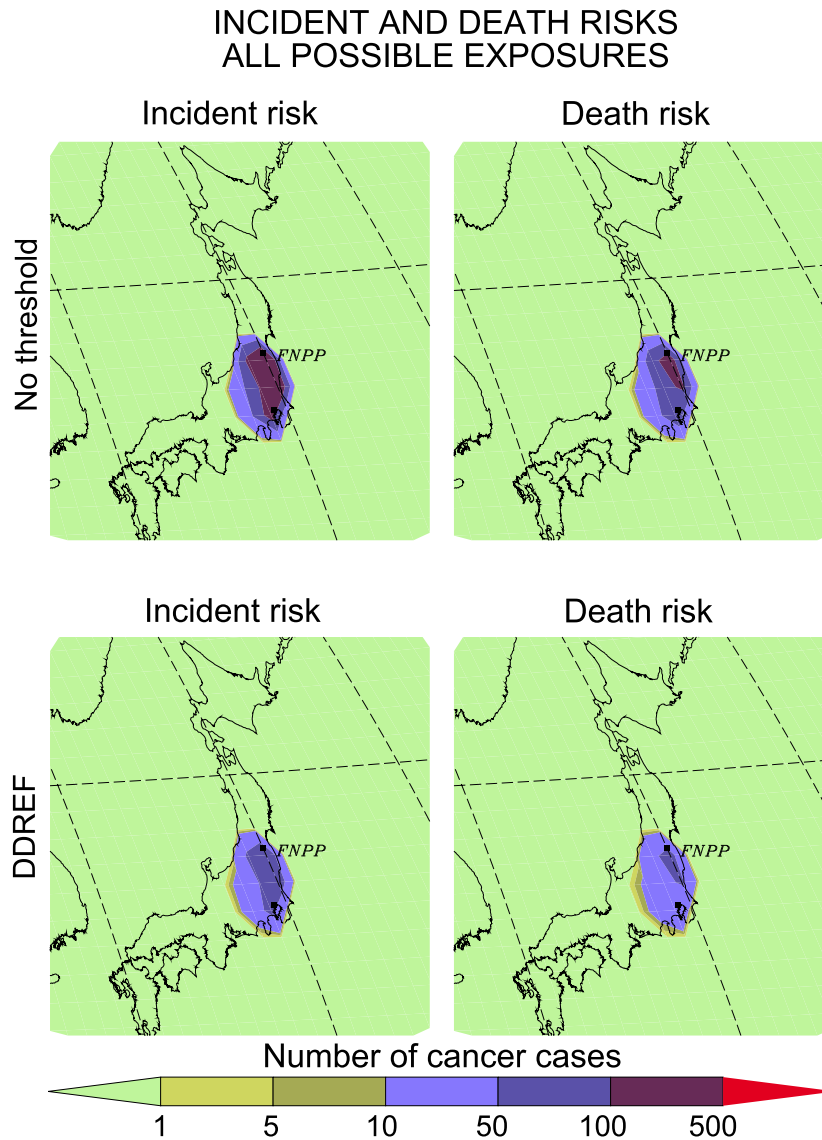 INCIDENT AND DEATH RISKS
ALL POSSIBLE EXPOSURES
Incident risk
Death risk
No threshold
FNPP
FNPP
Incident risk
Death risk
DDREF
FNPP
FNPP
Number of cancer cases
1 5 10 50 100 500